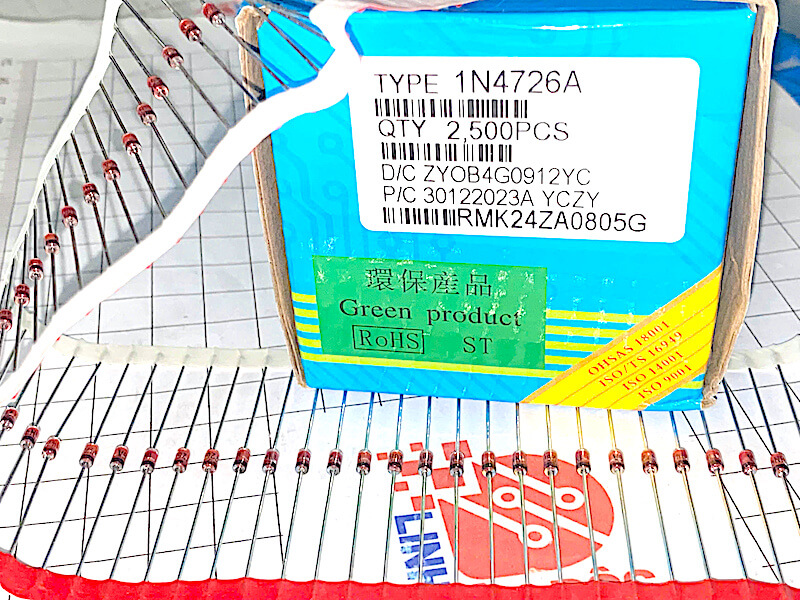 TYPE 1N4726A
QTY 2,500PCS
D/C ZYOB4G0912YC
P/C 30122023A YCZY
RMK24ZA0805G
環保産品
Green product
RoHS ST
OHSAS 18001
ISO/TS 16949
ISO 14001
ISO 9001